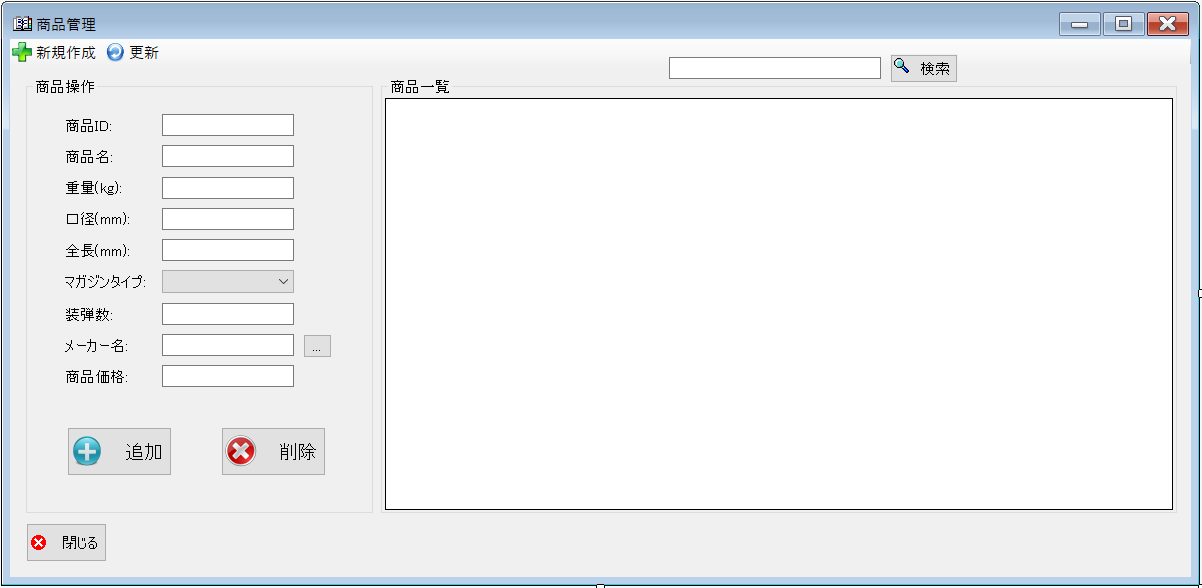 商品管理
新規作成 更新
検索
商品操作
商品ID:
商品名:
重量(kg):
口径(mm):
全長(mm):
マガジンタイプ:
装弾数:
メーカー名:
...
商品価格:
追加
削除
商品一覧
閉じる